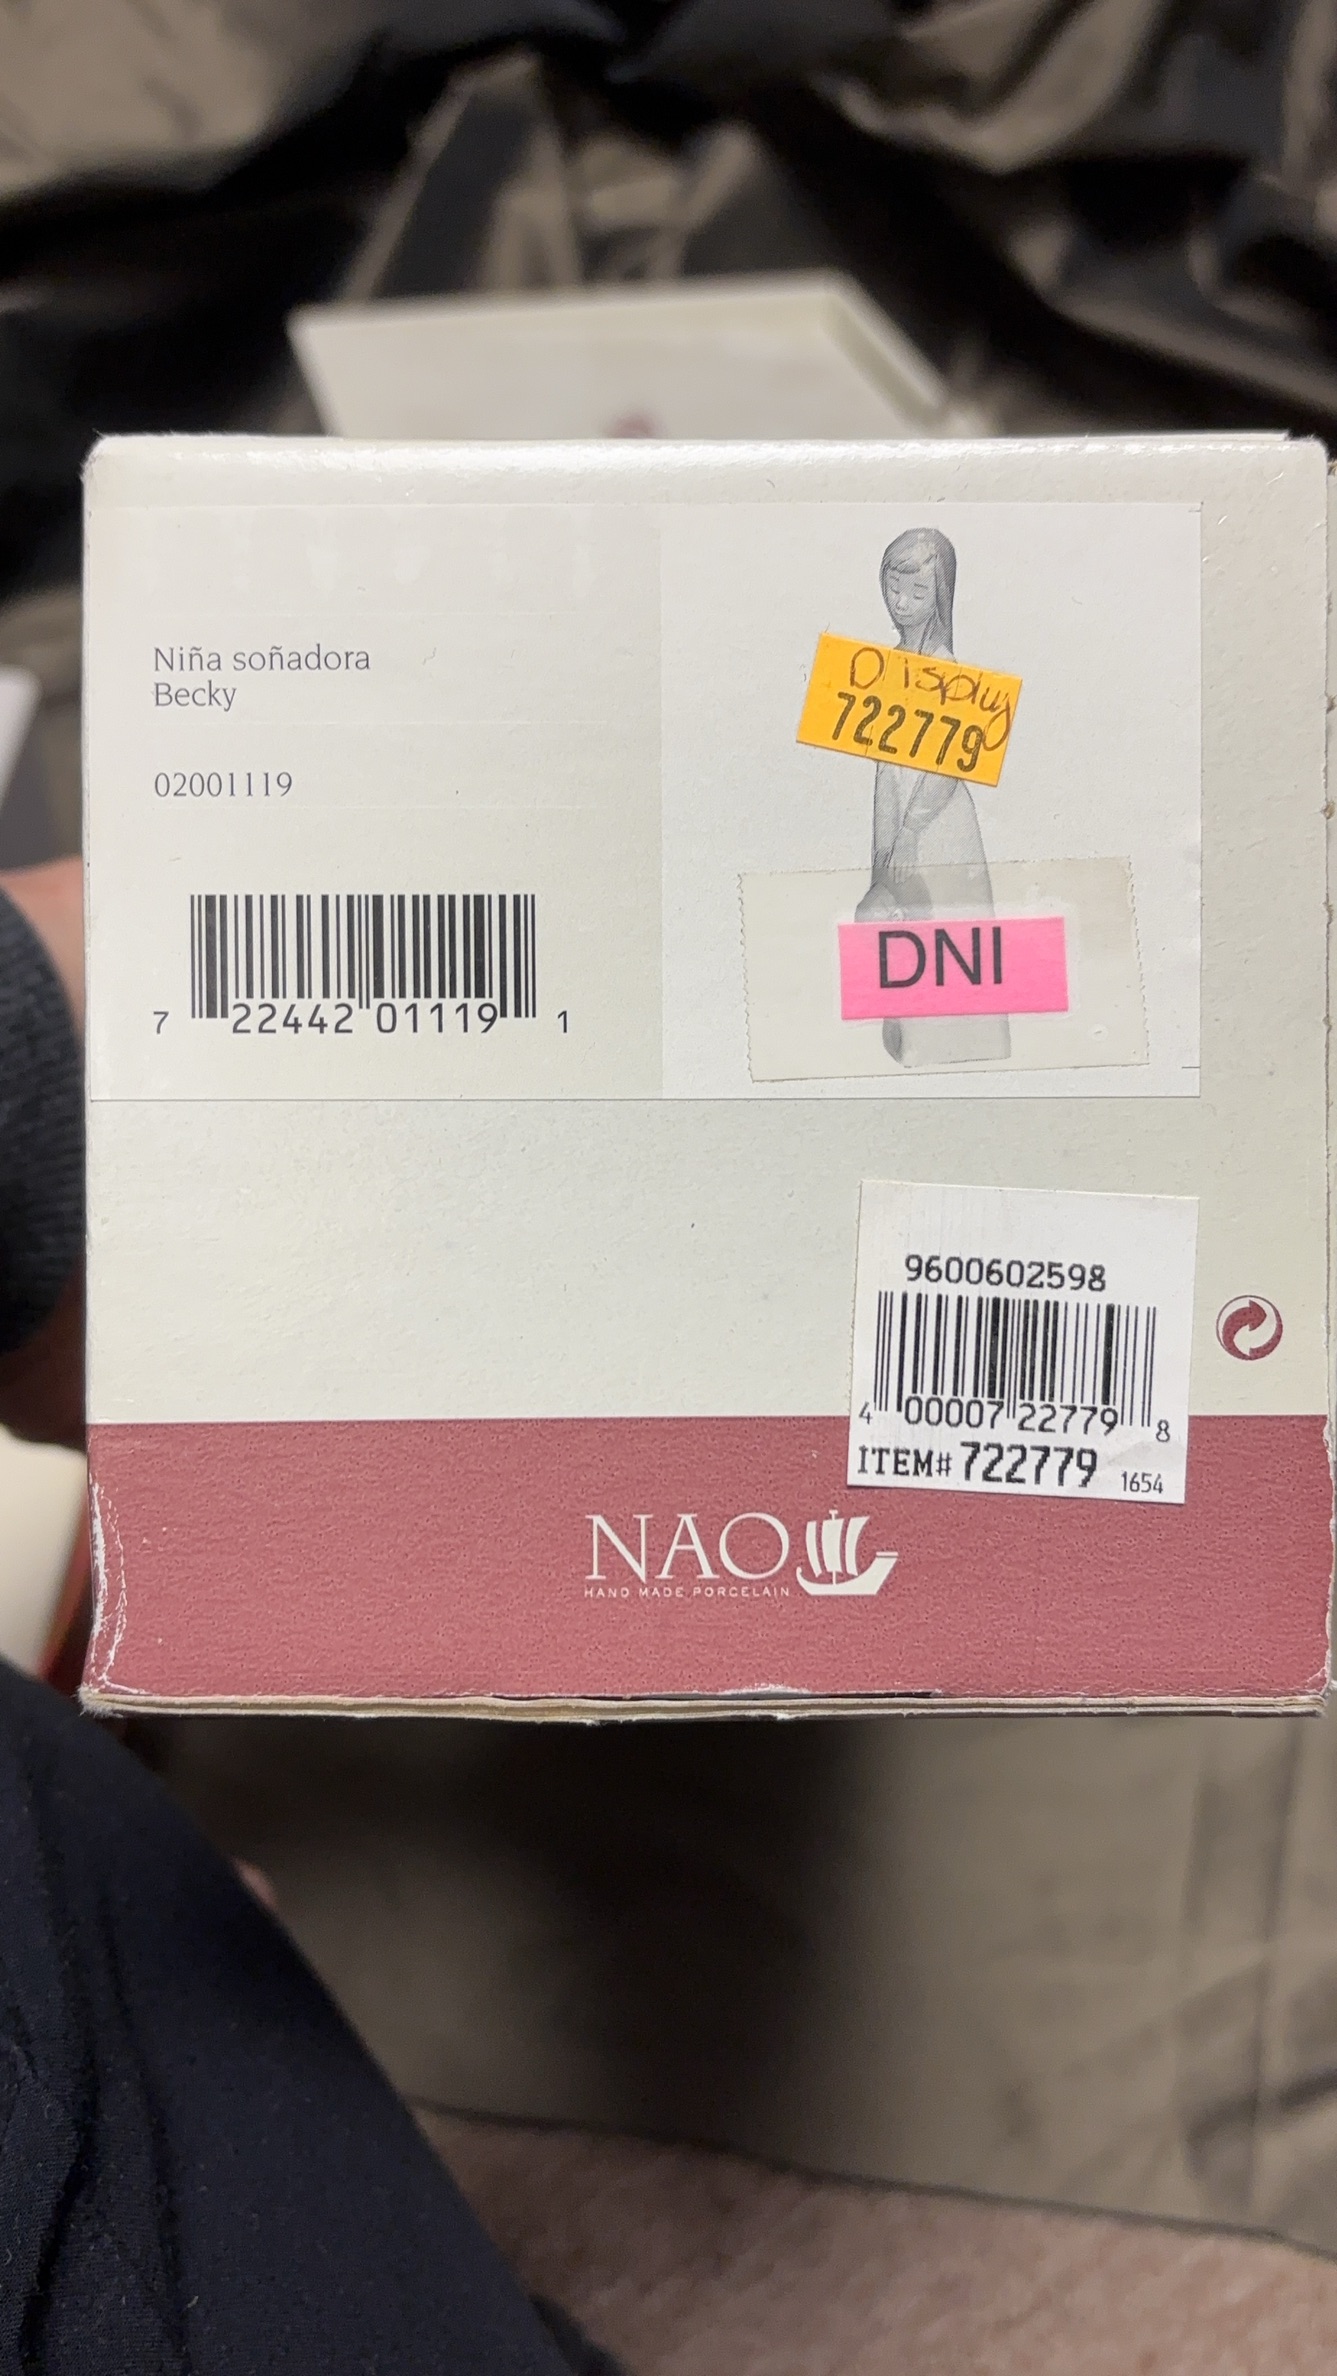 Niña soñadora
Becky
02001119
7 22442 01119 1
Display
722779
DNI
9600602598
4 00007 22779 8
ITEM# 722779 1654
NAO
HAND MADE PORCELAIN